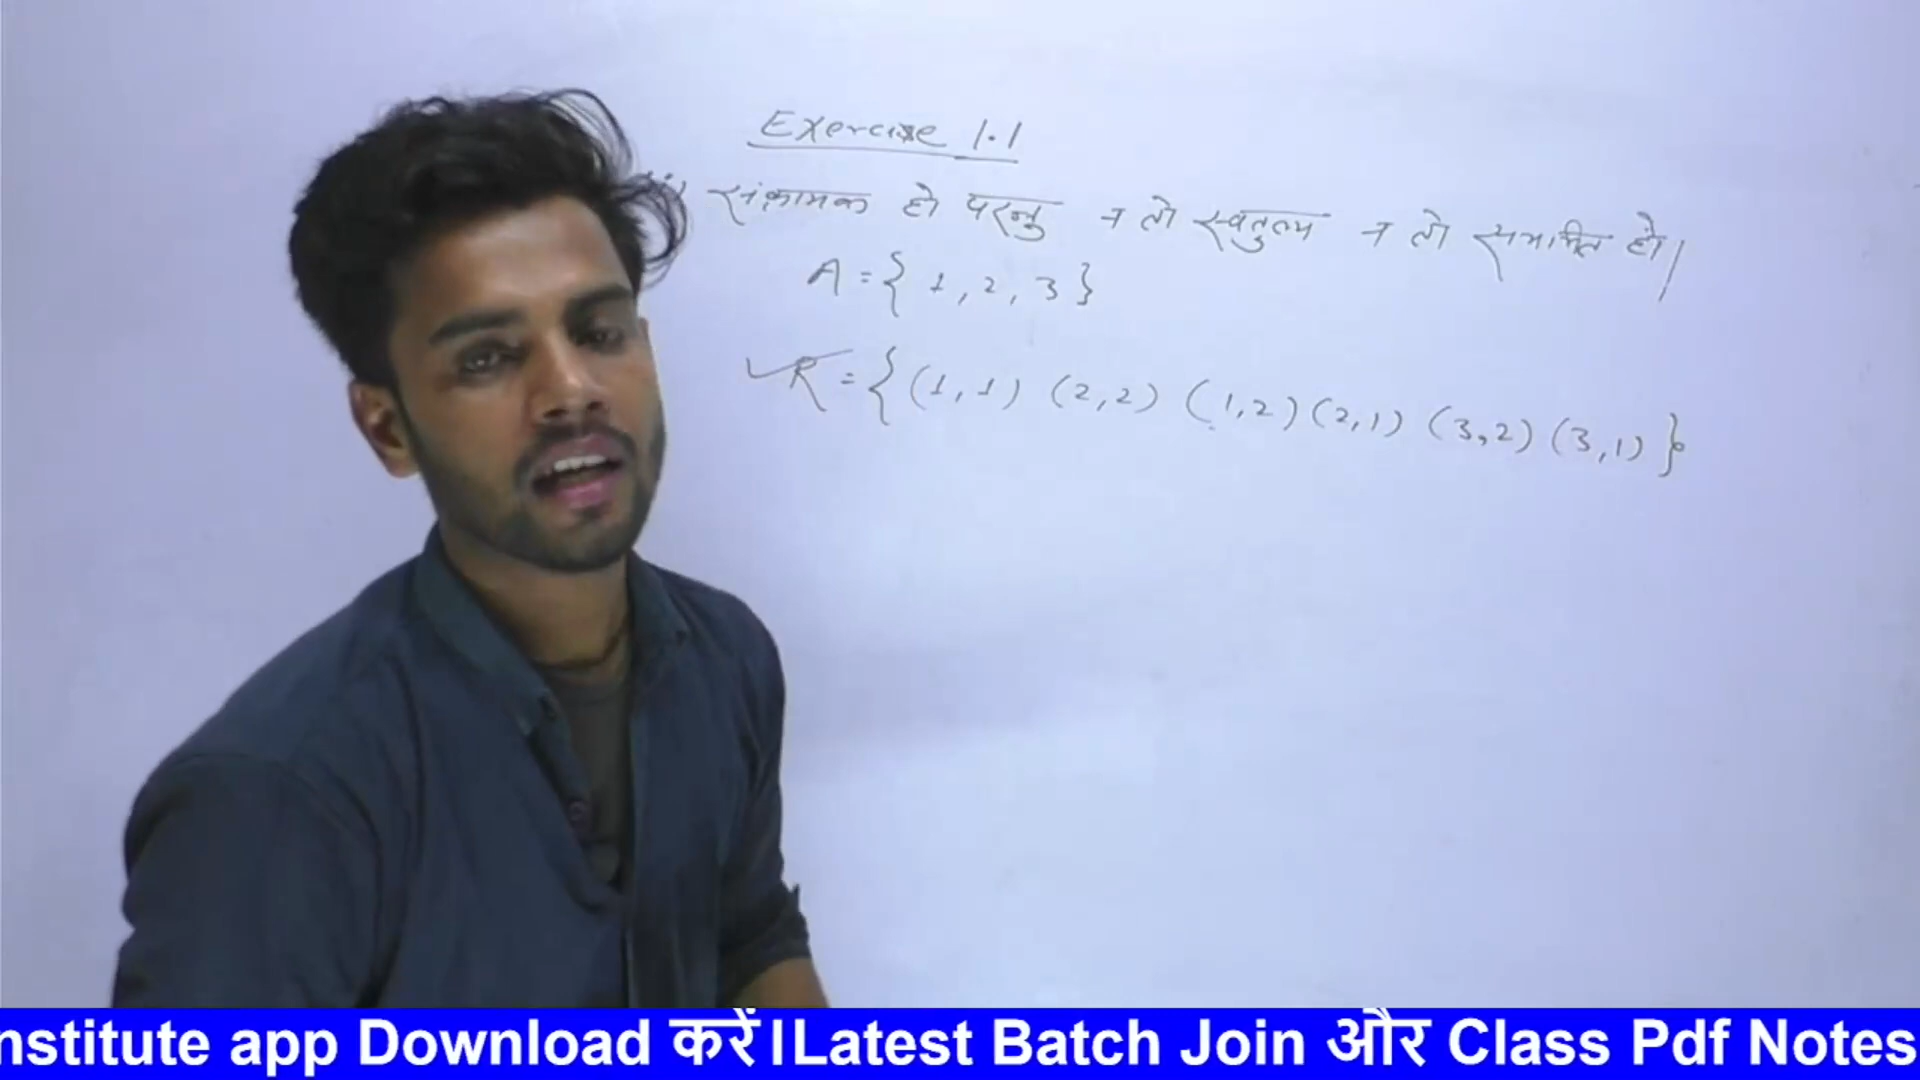 Exercise 1.1
संक्रामक हो परन्तु न तो स्वतुल्य न तो सममित हो।
A = { 1, 2, 3 }
R = { (1, 1) (2, 2) (1, 2) (2, 1) (3, 2) (3, 1) }
nstitute app Download करें।Latest Batch Join और Class Pdf Notes